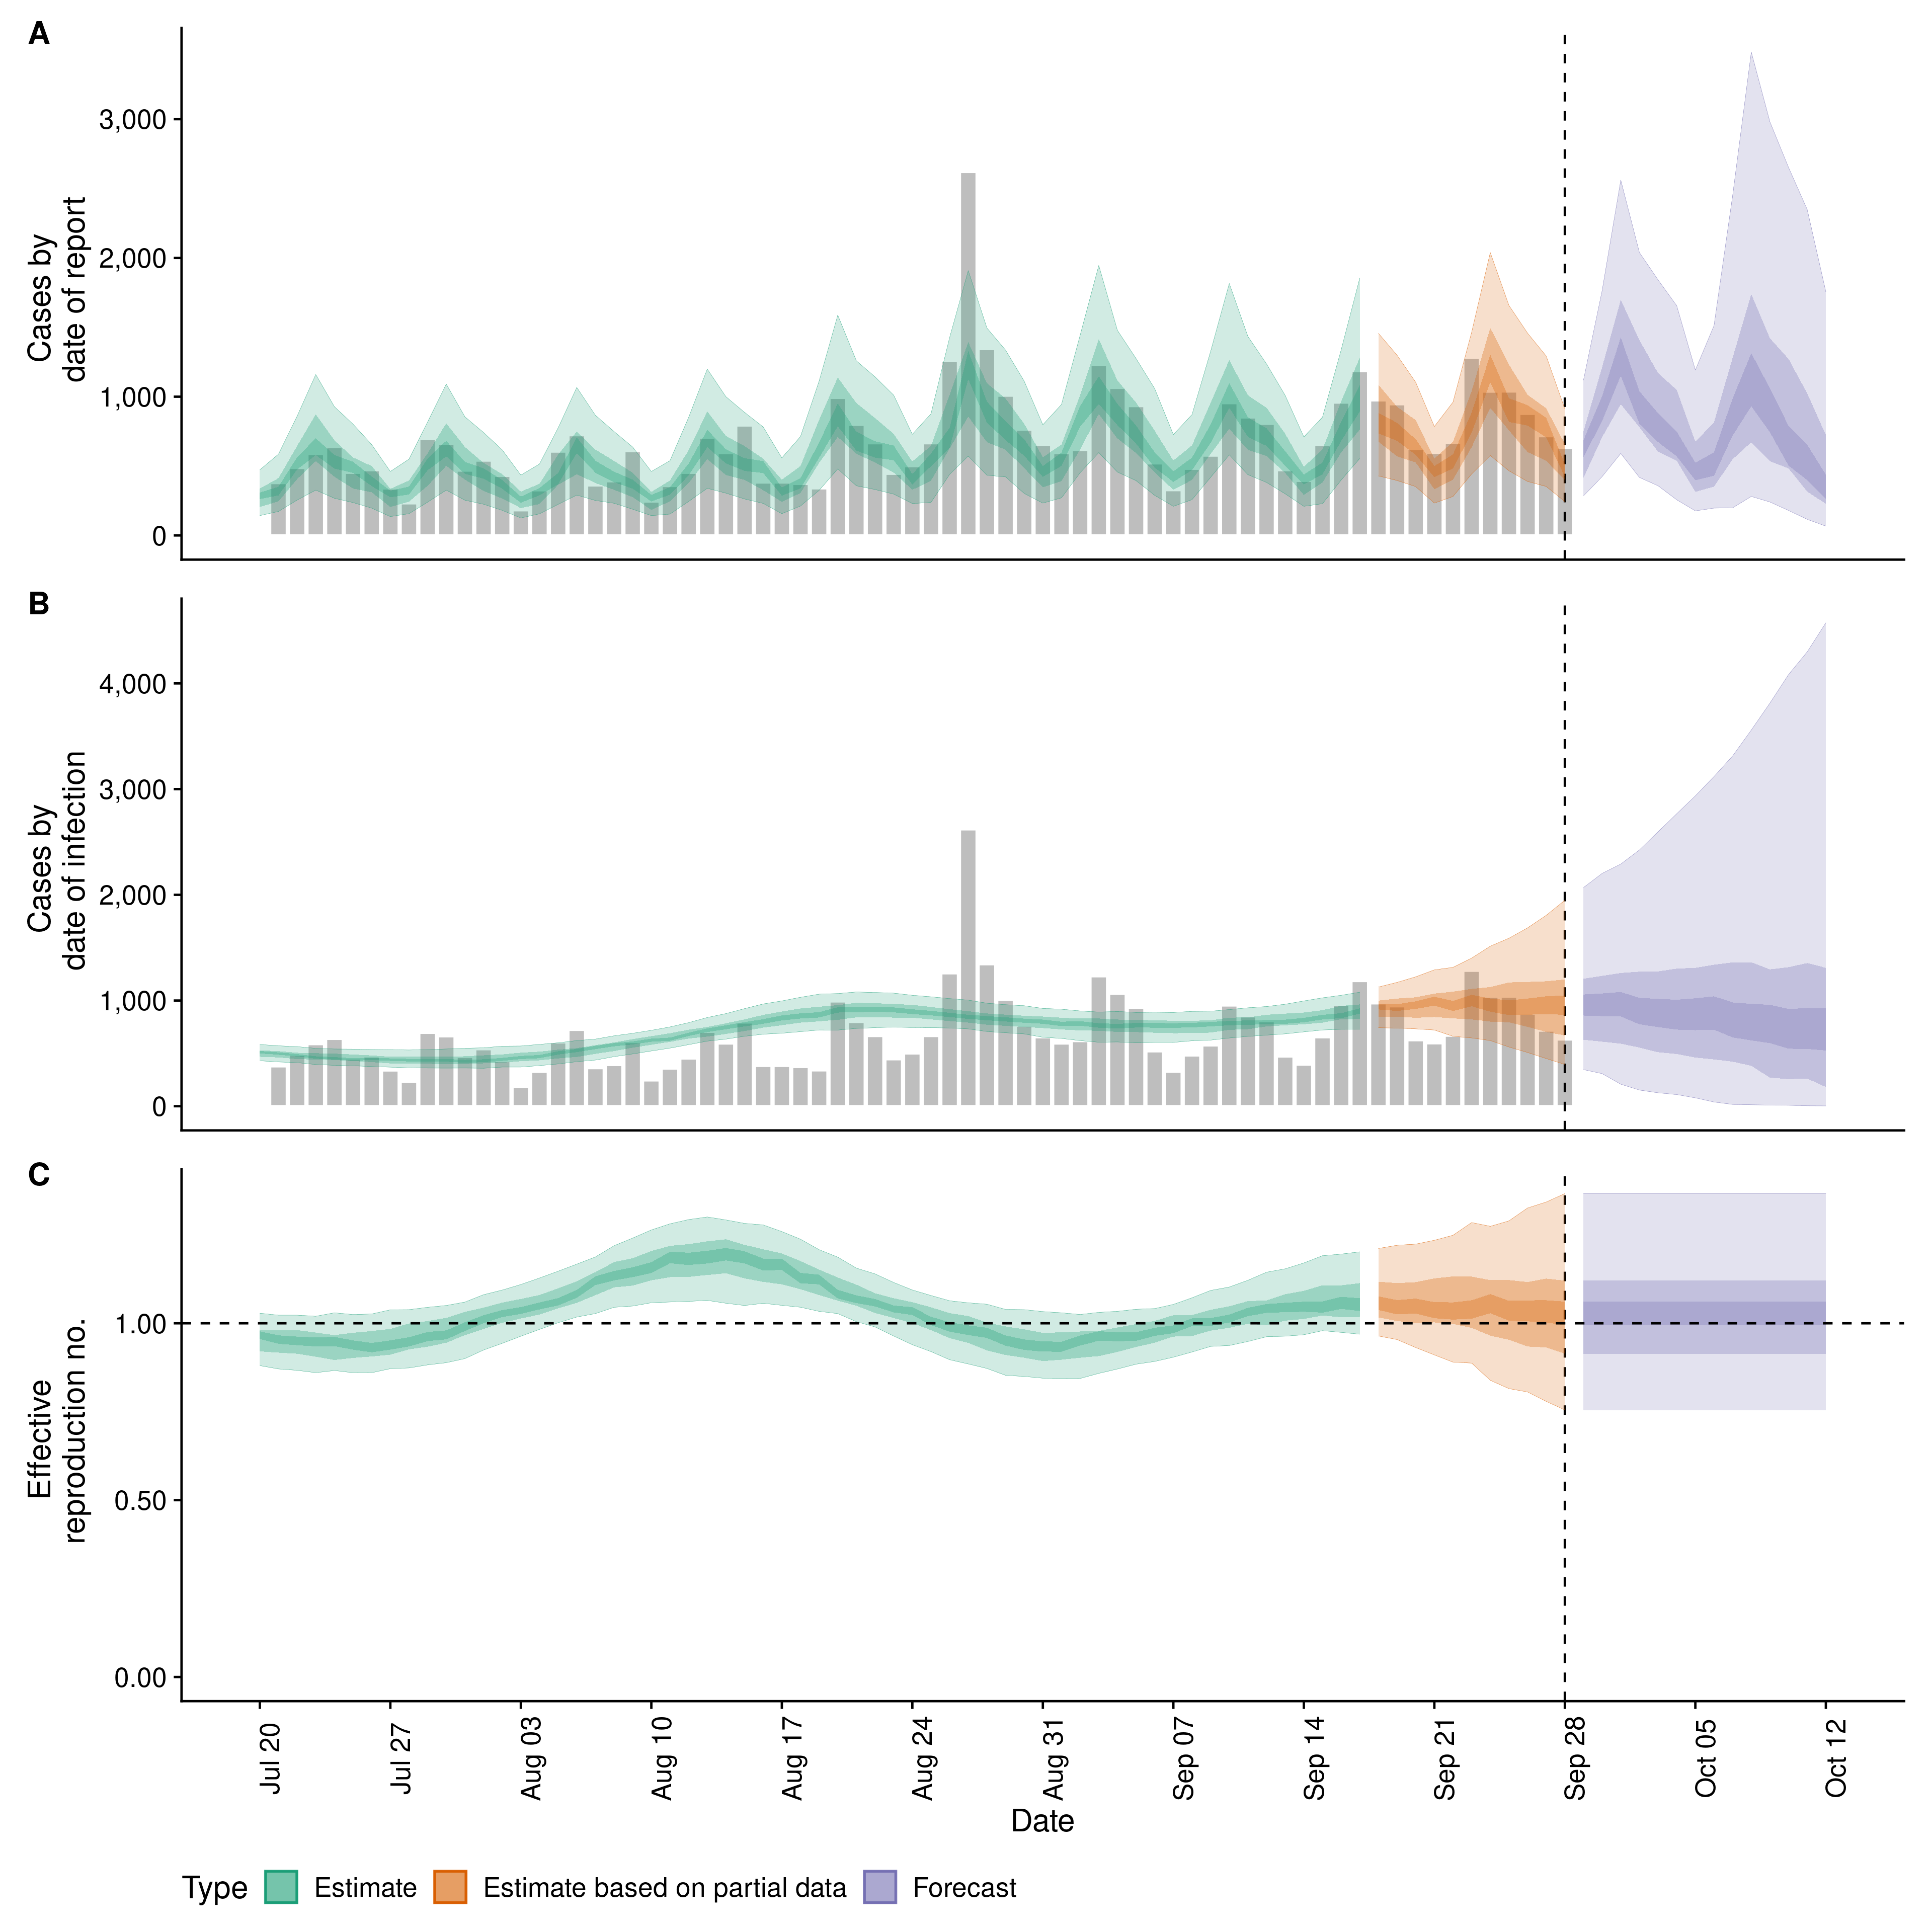 A
Cases by
date of report
3,000
2,000
1,000
0
B
Cases by
date of infection
4,000
3,000
2,000
1,000
0
C
Effective
reproduction no.
1.00
0.50
0.00
Jul 20
Jul 27
Aug 03
Aug 10
Aug 17
Aug 24
Aug 31
Sep 07
Sep 14
Sep 21
Sep 28
Oct 05
Oct 12
Date
Type Estimate Estimate based on partial data Forecast